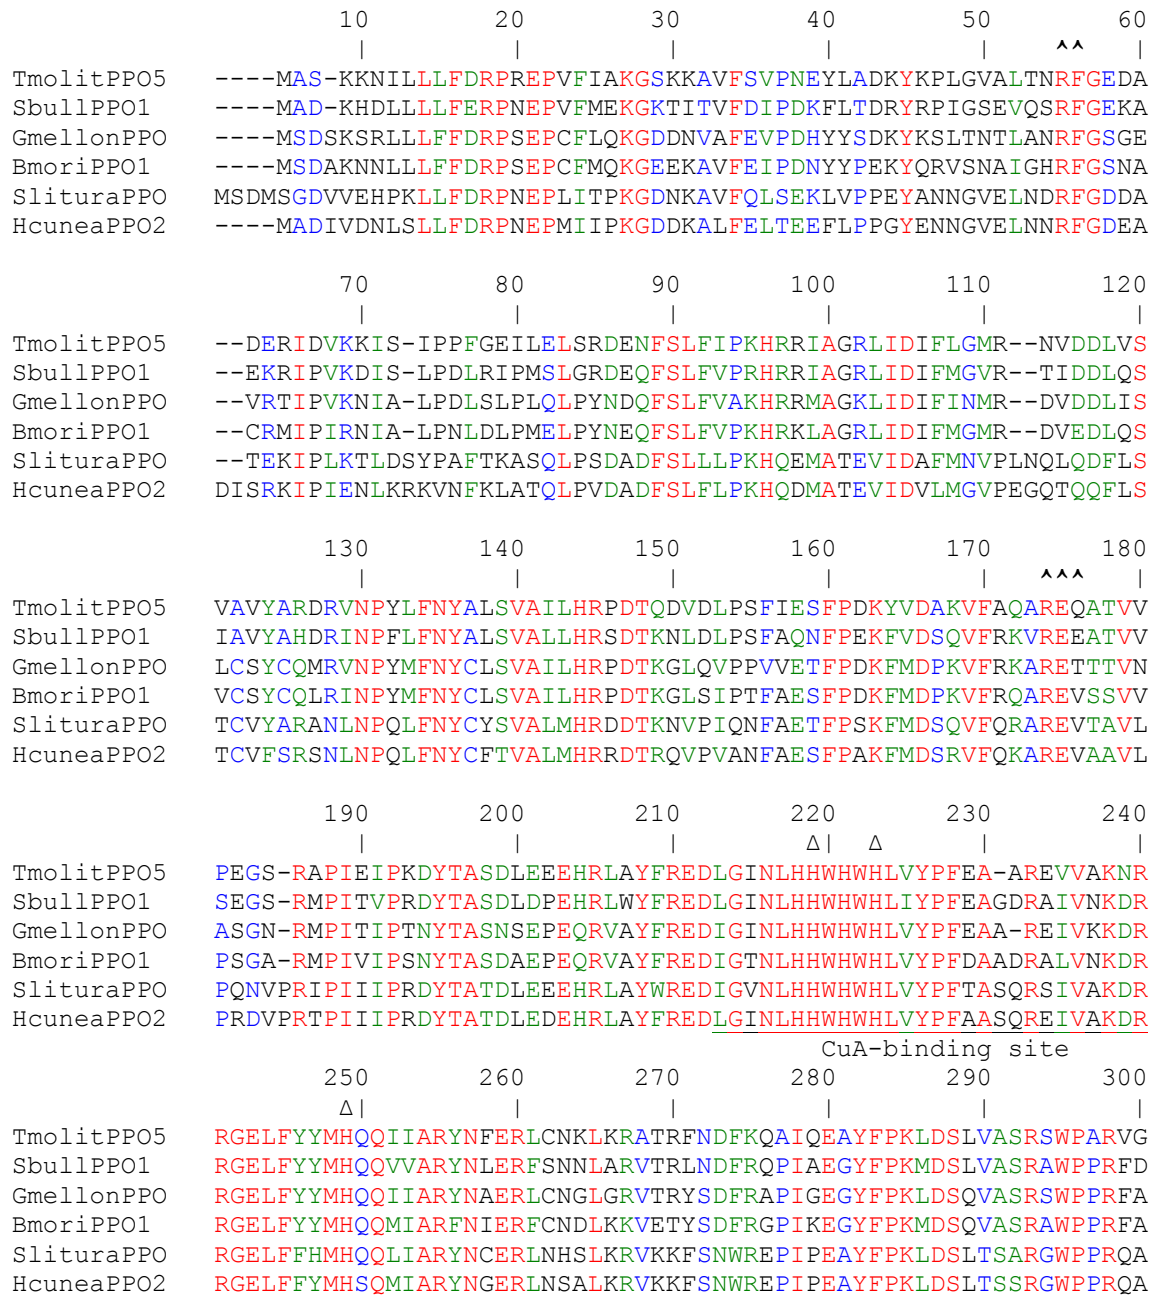 10 20 30 40 50 60
| | | | ^^ |
TmolitPPO5 ----MAS-KKNILLLFDRPREPVFIAKGSKKAVFSVPNEYLADKYKPLGVALTNRFGEDA
SbullPPO1 ----MAD-KHDLLLLFERPNEPVFMEKGKTITVFDIPDKFLTDRYRPIGSEVQSRFGEKA
GmellonPPO ----MSDSKSRLLLFFDRPSEPCFLQKGDDNVAFEVPDHYYSDKYKSLTNTLANRFGSGE
BmoriPPO1 ----MSDAKNNLLLFFDRPSEPCFMQKGEEKAVFEIPDNYYPEKYQRVSNAIGHRFGSNA
SlituraPPO MSDMSGDVVEHPKLLFDRPNEPLITPKGDNKAVFQLSEKLVPPEYANNGVELNDRFGDDA
HcuneaPPO2 ----MADIVDNLSLLFDRPNEPMIIPKGDDKALFELTEEFLPPGYENNGVELNNRFGDEA
70 80 90 100 110 120
| | | | | |
TmolitPPO5 --DERIDVKKIS-IPPFGEILELSRDENFSLFIPKHRRIAGRLIDIFLGMR--NVDDLVS
SbullPPO1 --EKRIPVKDIS-LPDLRIPMSLGRDEQFSLFVPRHRRIAGRLIDIFMGVR--TIDDLQS
GmellonPPO --VRTIPVKNIA-LPDLSLPLQLPYNDQFSLFVAKHRRMAGKLIDIFINMR--DVDDLIS
BmoriPPO1 --CRMIPIRNIA-LPNLDLPMELPYNEQFSLFVPKHRKLAGRLIDIFMGMR--DVEDLQS
SlituraPPO --TEKIPLKTLDSYPAFTKASQLPSDADFSLLLPKHQEMATEVIDAFMNVPLNQLQDFLS
HcuneaPPO2 DISRKIPIENLKRKVNFKLATQLPVDADFSLFLPKHQDMATEVIDVLMGVPEGQTQQFLS
130 140 150 160 170 180
| | | | ^^^ |
TmolitPPO5 VAVYARDRVNPYLFNYALSVAILHRPDTQDVDLPSFIESFPDKYVDAKVFAQAREQATVV
SbullPPO1 IAVYAHDRINPFLFNYALSVALLHRSDTKNLDLPSFAQNFPEKFVDSQVFRKVREEATVV
GmellonPPO LCSYCQMRVNPYMFNYCLSVAILHRPDTKGLQVPPVVETFPDKFMDPKVFRKARETTTVN
BmoriPPO1 VCSYCQLRINPYMFNYCLSVAILHRPDTKGLSIPTFAESFPDKFMDPKVFRQAREVSSVV
SlituraPPO TCVYARANLNPQLFNYCYSVALMHRDDTKNVPIQNFAETFPSKFMDSQVFQRAREVTAVL
HcuneaPPO2 TCVFSRSNLNPQLFNYCFTVALMHRRDTRQVPVANFAESFPAKFMDSRVFQKAREVAAVL
190 200 210 220 230 240
| | | Δ| Δ | |
TmolitPPO5 PEGS-RAPIEIPKDYTASDLEEEHRLAYFREDLGINLHHWHWHLVYPFEA-AREVVAKNR
SbullPPO1 SEGS-RMPITVPRDYTASDLDPEHRLWYFREDLGINLHHWHWHLIYPFEAGDRAIVNKDR
GmellonPPO ASGN-RMPITIPTNYTASNSEPEQRVAYFREDIGINLHHWHWHLVYPFEAA-REIVKKDR
BmoriPPO1 PSGA-RMPIVIPSNYTASDAEPEQRVAYFREDIGTNLHHWHWHLVYPFDAADRALVNKDR
SlituraPPO PQNVPRIPIIIPRDYTATDLEEEHRLAYWREDIGVNLHHWHWHLVYPFTASQRSIVAKDR
HcuneaPPO2 PRDVPRTPIIIPRDYTATDLEDEHRLAYFREDLGINLHHWHWHLVYPFAASQREIVAKDR
CuA-binding site
250 260 270 280 290 300
Δ| | | | | |
TmolitPPO5 RGELFYYMHQQIIARYNFERLCNKLKRATRFNDFKQAIQEAYFPKLDSLVASRSWPARVG
SbullPPO1 RGELFYYMHQQVVARYNLERFSNNLARVTRLNDFRQPIAEGYFPKMDSLVASRAWPPRFD
GmellonPPO RGELFYYMHQQIIARYNAERLCNGLGRVTRYSDFRAPIGEGYFPKLDSQVASRSWPPRFA
BmoriPPO1 RGELFYYMHQQMIARFNIERFCNDLKKVETYSDFRGPIKEGYFPKMDSQVASRAWPPRFA
SlituraPPO RGELFFHMHQQLIARYNCERLNHSLKRVKKFSNWREPIPEAYFPKLDSLTSARGWPPRQA
HcuneaPPO2 RGELFFYMHSQMIARYNGERLNSALKRVKKFSNWREPIPEAYFPKLDSLTSSRGWPPRQA